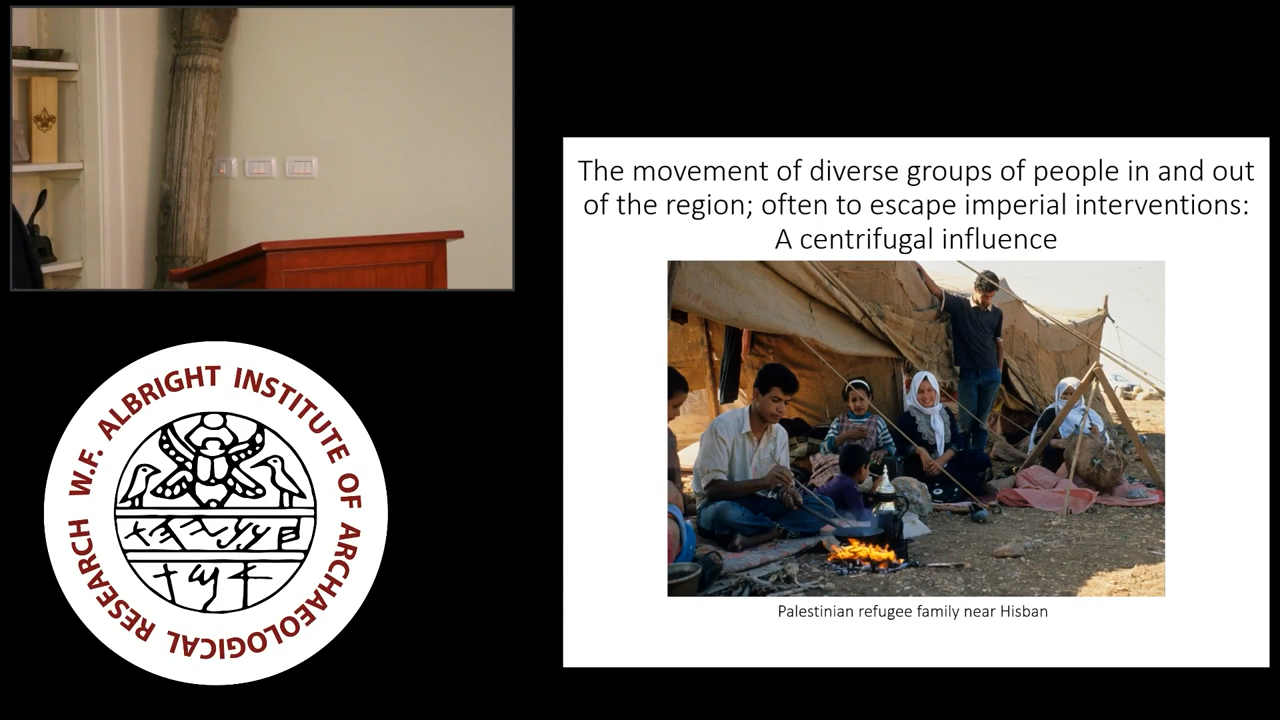 The movement of diverse groups of people in and out
of the region; often to escape imperial interventions:
A centrifugal influence
Palestinian refugee family near Hisban
W.F. ALBRIGHT INSTITUTE OF ARCHAEOLOGICAL RESEARCH